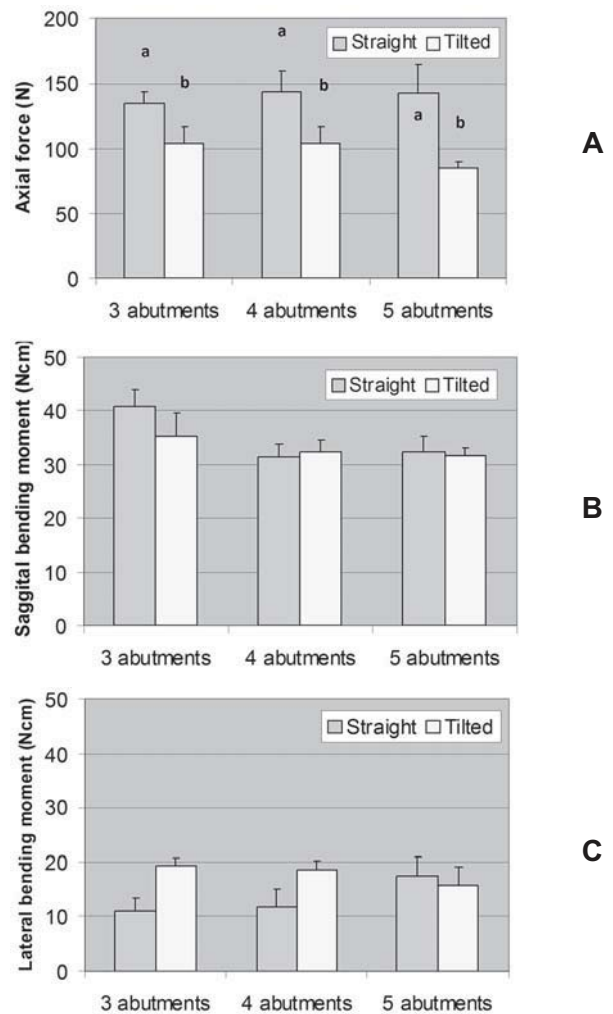 200
150
100
50
0
Axial force (N)
Straight Tilted
a
b
a
b
a
b
3 abutments 4 abutments 5 abutments
A
50
40
30
20
10
0
Saggital bending moment (Ncm)
Straight Tilted
3 abutments 4 abutments 5 abutments
B
50
40
30
20
10
0
Lateral bending moment (Ncm)
Straight Tilted
3 abutments 4 abutments 5 abutments
C